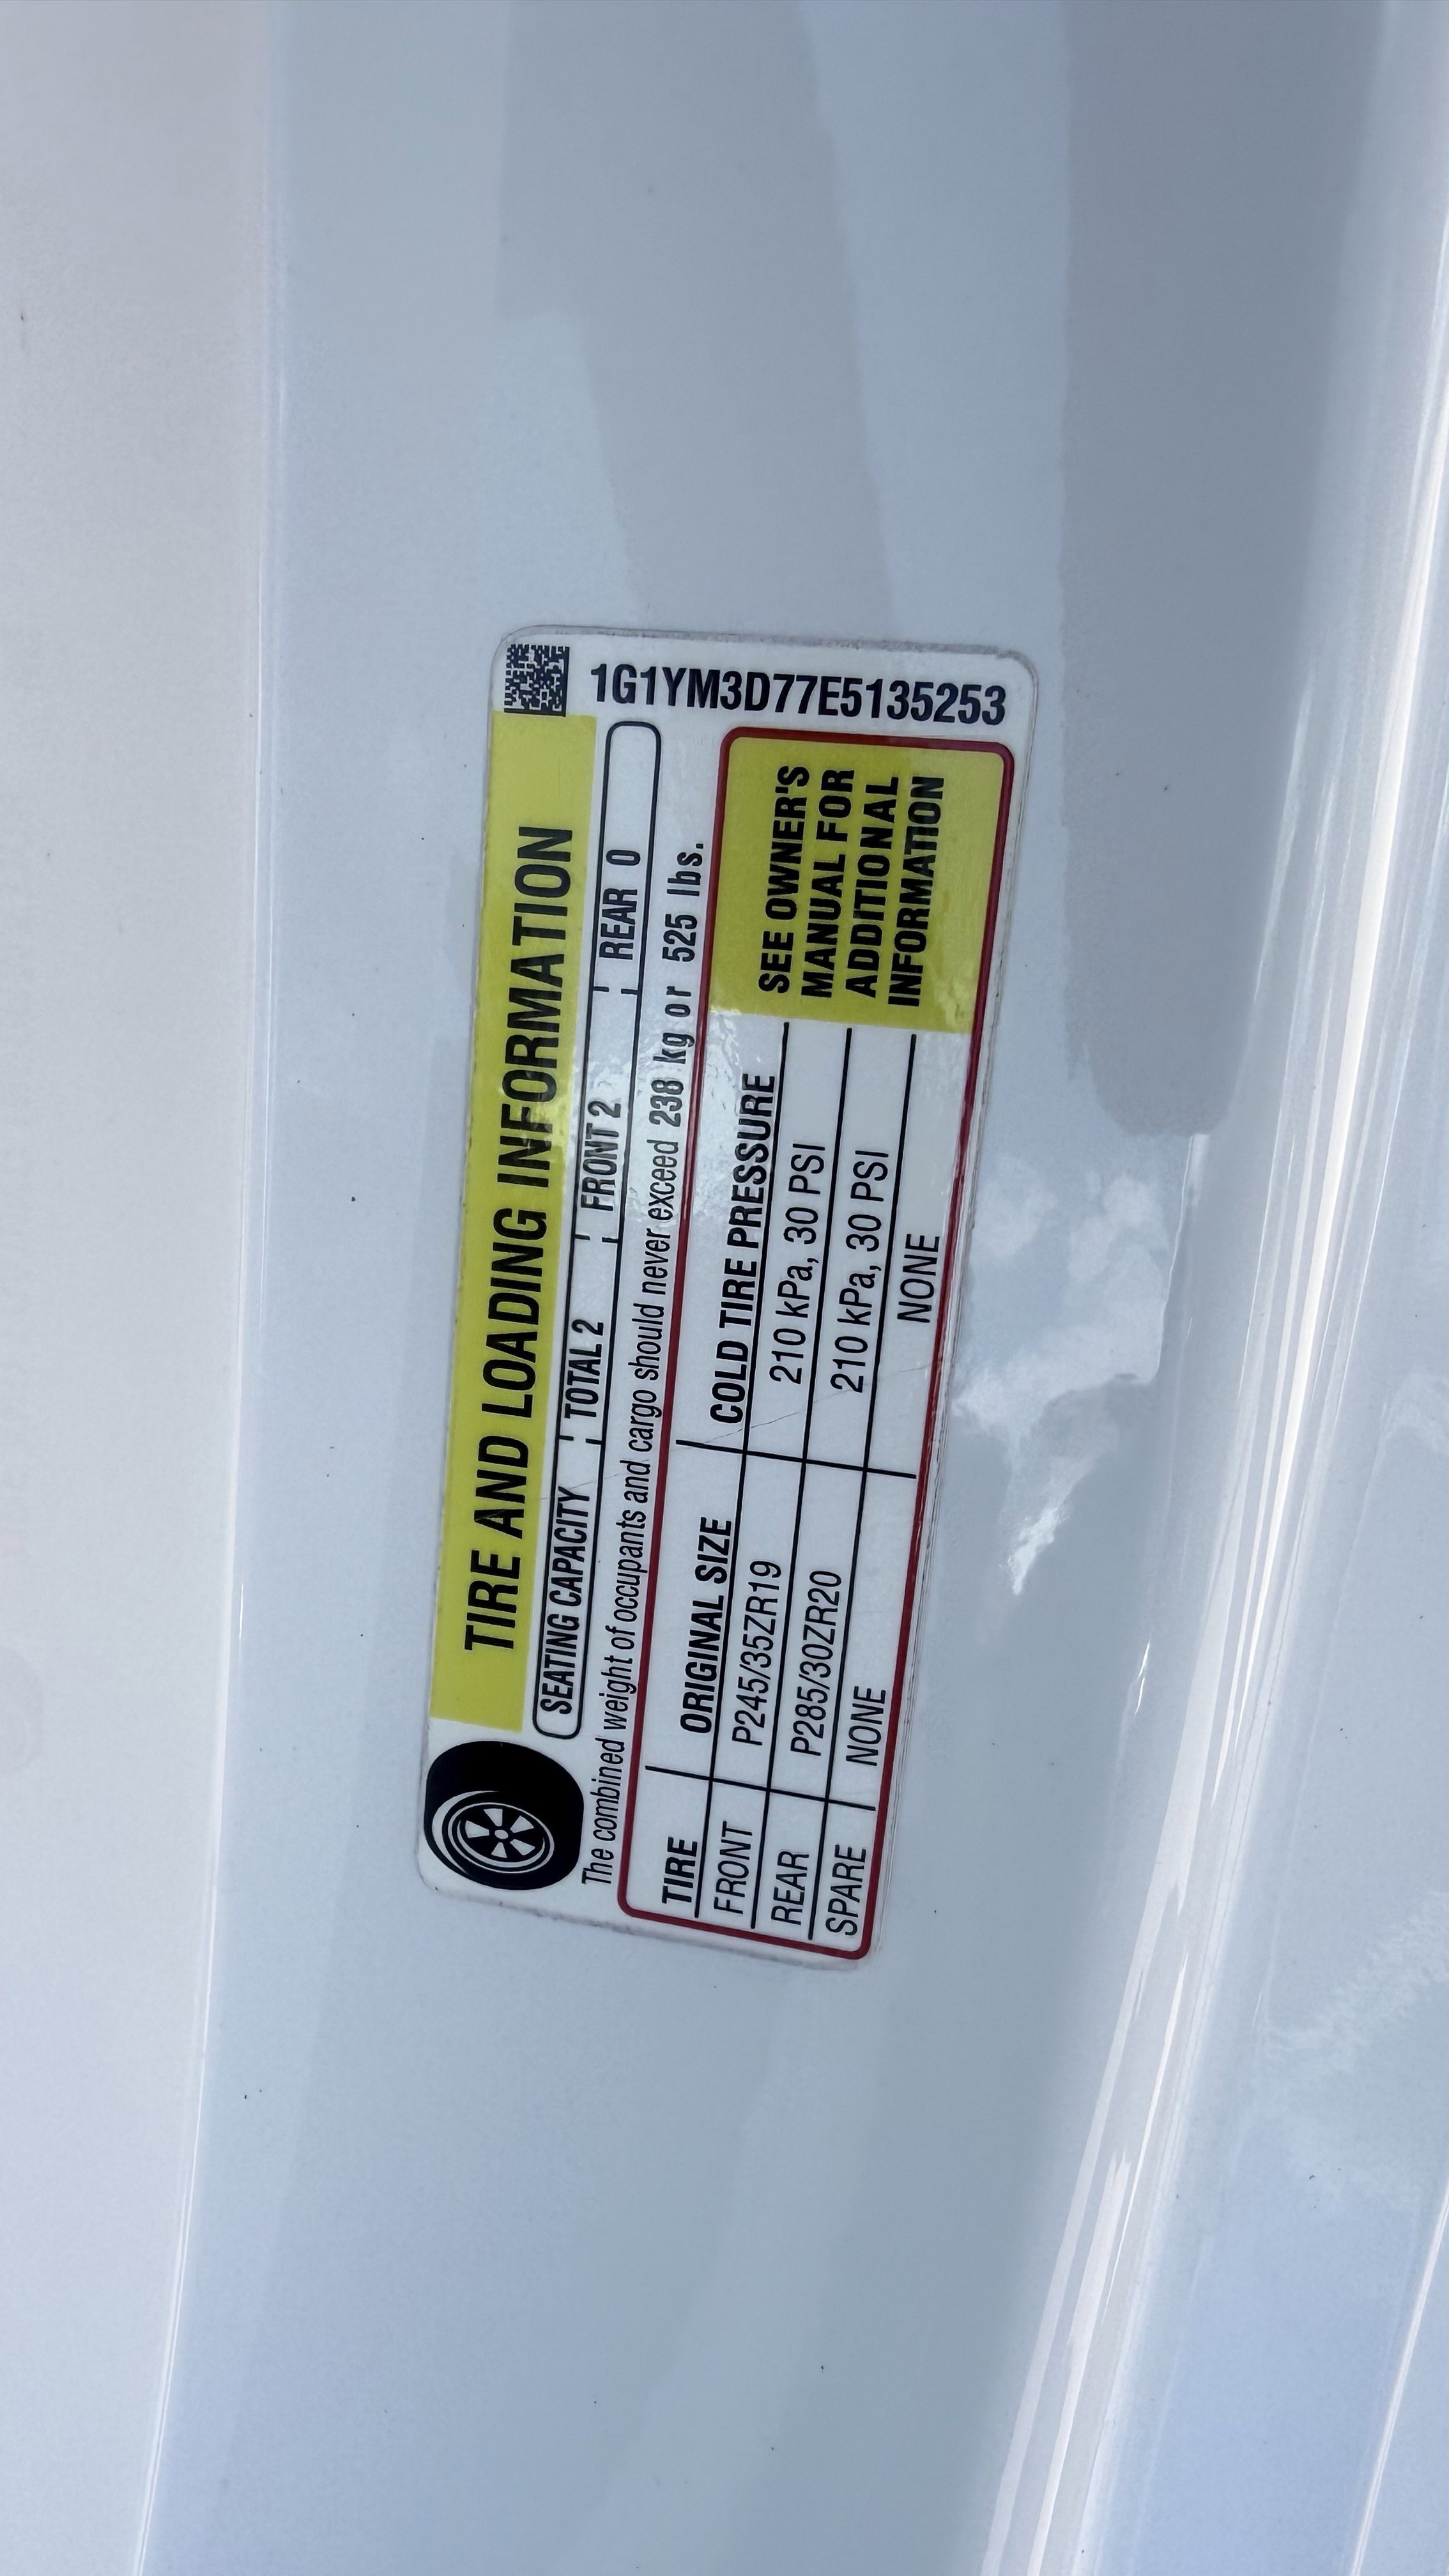 TIRE AND LOADING INFORMATION
SEATING CAPACITY TOTAL 2 FRONT 2 REAR 0
The combined weight of occupants and cargo should never exceed 238 kg or 525 lbs.
TIRE ORIGINAL SIZE COLD TIRE PRESSURE
FRONT P245/35ZR19 210 kPa, 30 PSI
REAR P285/30ZR20 210 kPa, 30 PSI
SPARE NONE NONE
SEE OWNER'S
MANUAL FOR
ADDITIONAL
INFORMATION
1G1YM3D77E5135253